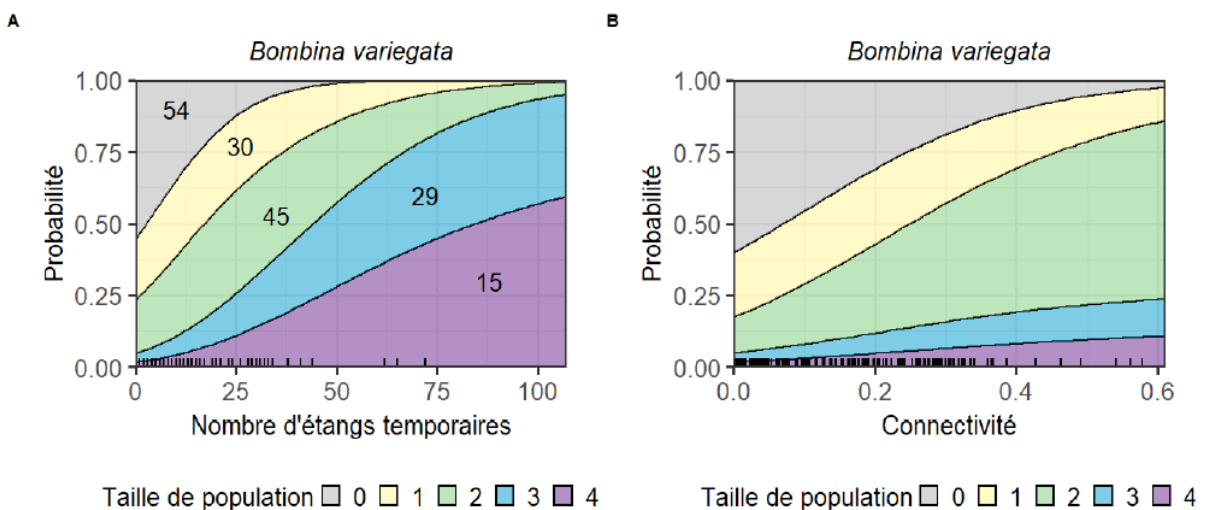 A
Bombina variegata
1.00
0.75
0.50
0.25
0.00
Probabilité
54
30
45
29
15
0 25 50 75 100
Nombre d'étangs temporaires
Taille de population 0 1 2 3 4
B
Bombina variegata
1.00
0.75
0.50
0.25
0.00
Probabilité
0.0 0.2 0.4 0.6
Connectivité
Taille de population 0 1 2 3 4